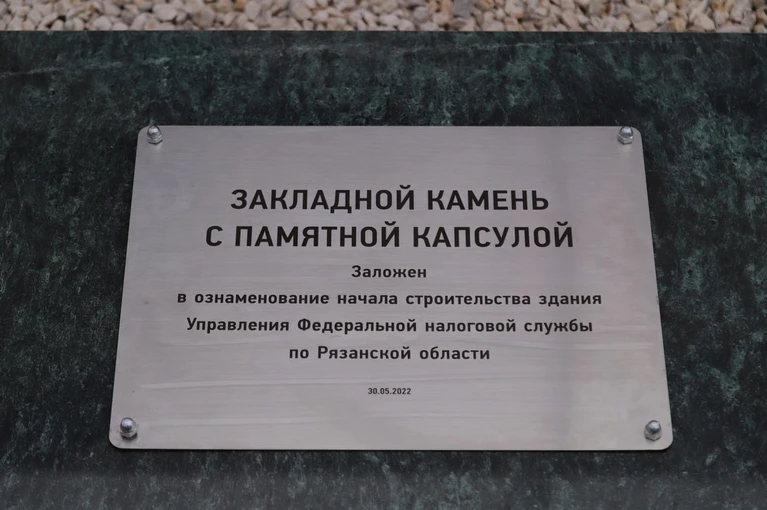 ЗАКЛАДНОЙ КАМЕНЬ
С ПАМЯТНОЙ КАПСУЛОЙ
Заложен
в ознаменование начала строительства здания
Управления Федеральной налоговой службы
по Рязанской области
30.05.2022